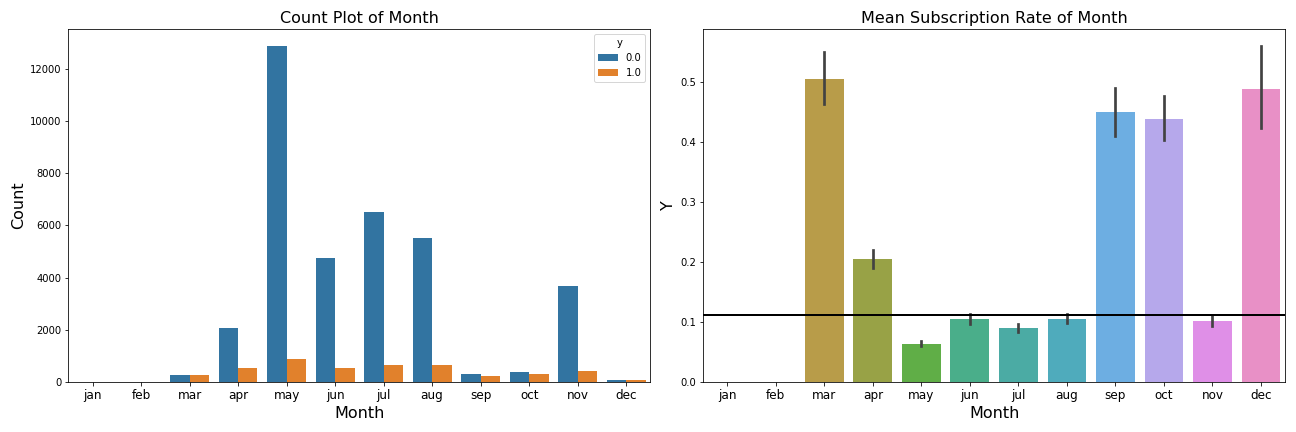 Count Plot of Month
Count
12000
10000
8000
6000
4000
2000
0
y
0.0
1.0
jan feb mar apr may jun jul aug sep oct nov dec
Month
Mean Subscription Rate of Month
Y
0.5
0.4
0.3
0.2
0.1
0.0
jan feb mar apr may jun jul aug sep oct nov dec
Month